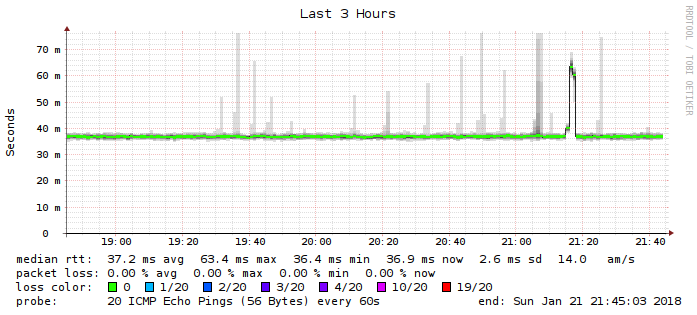 Last 3 Hours
RRDTOOL / TOBI OETIKER
Seconds
70 m
60 m
50 m
40 m
30 m
20 m
10 m
0
19:00 19:20 19:40 20:00 20:20 20:40 21:00 21:20 21:40
median rtt: 37.2 ms avg 63.4 ms max 36.4 ms min 36.9 ms now 2.6 ms sd 14.0 am/s
packet loss: 0.00 % avg 0.00 % max 0.00 % min 0.00 % now
loss color: 0 1/20 2/20 3/20 4/20 10/20 19/20
probe: 20 ICMP Echo Pings (56 Bytes) every 60s end: Sun Jan 21 21:45:03 2018